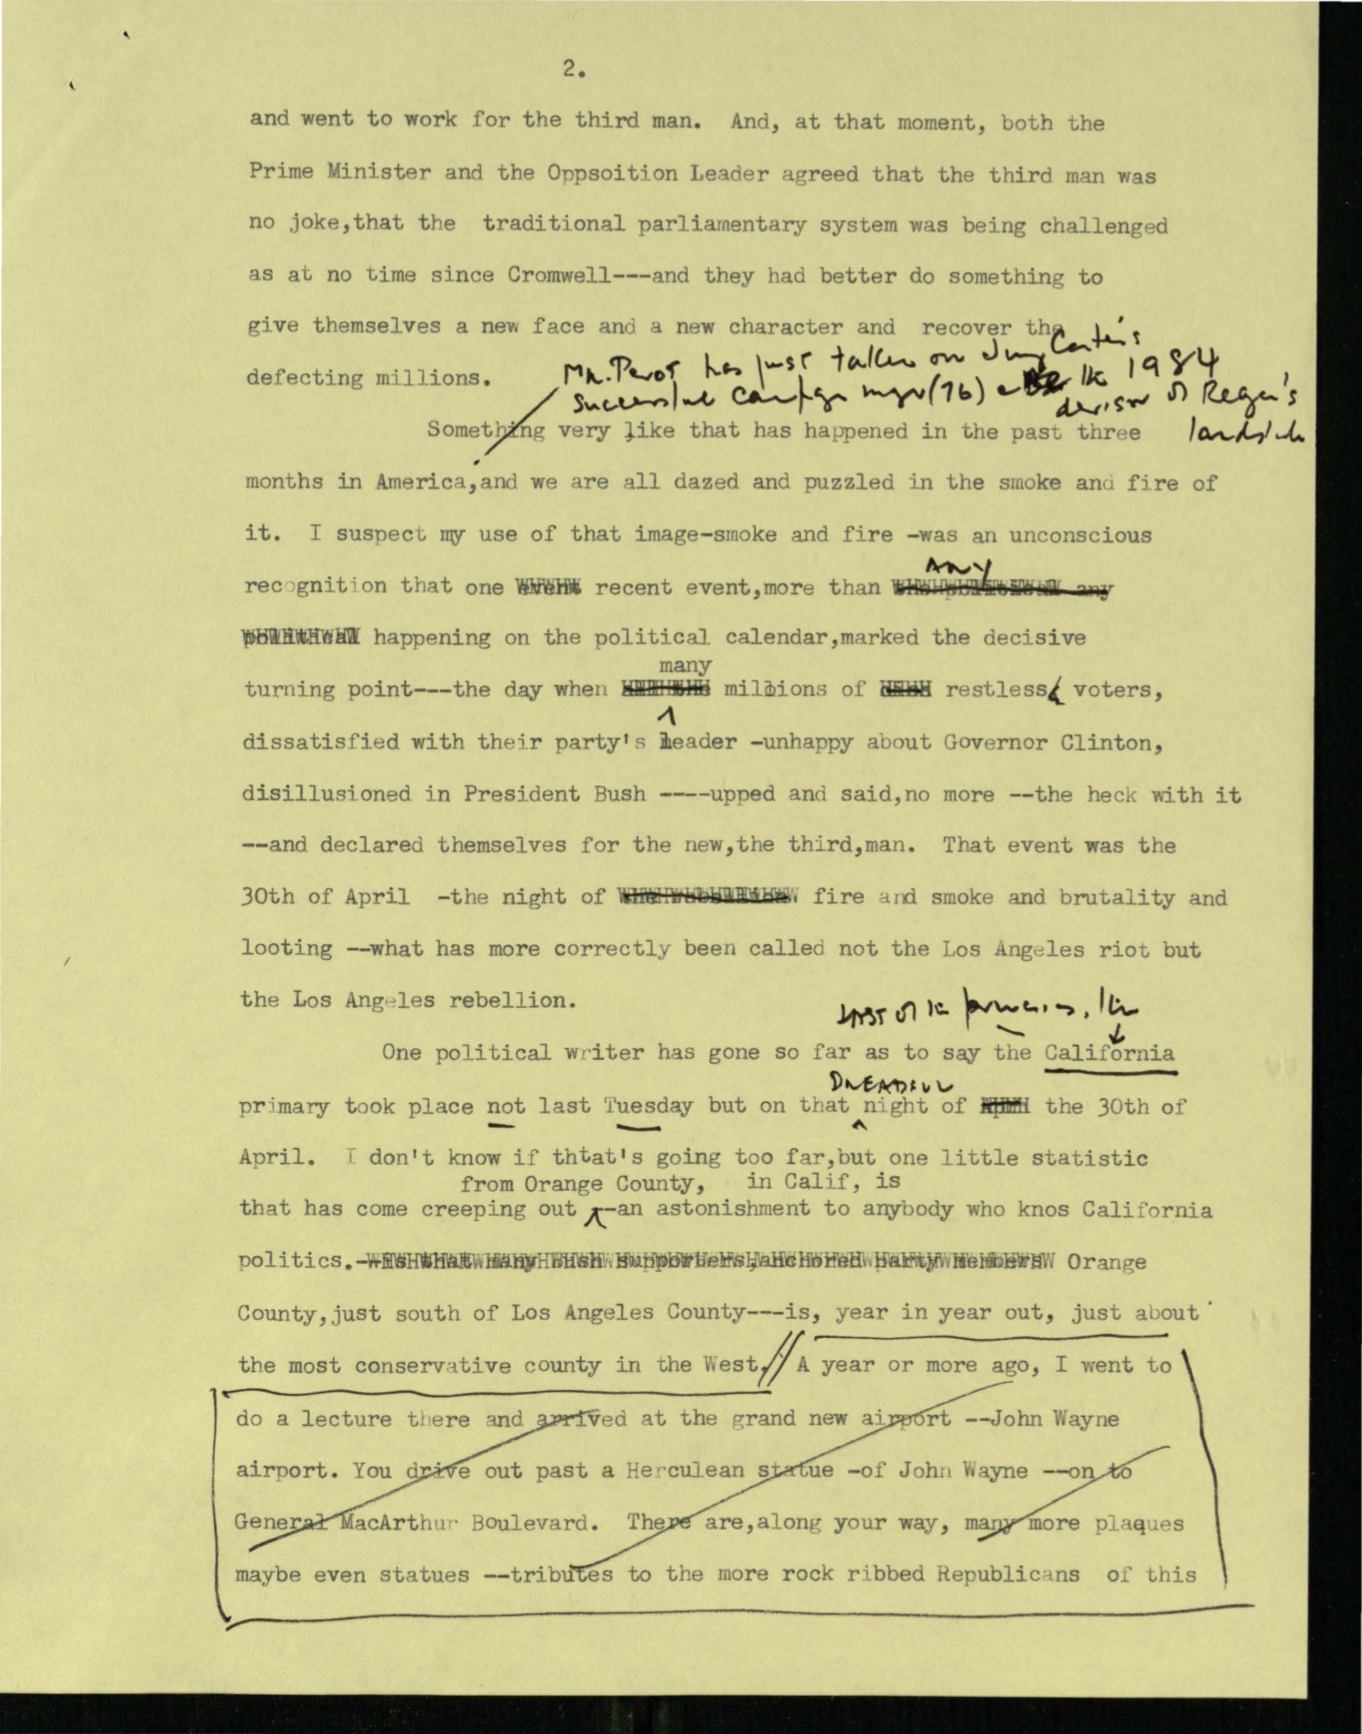 2.
and went to work for the third man. And, at that moment, both the
Prime Minister and the Oppsoition Leader agreed that the third man was
no joke,that the traditional parliamentary system was being challenged
as at no time since Cromwell---and they had better do something to
give themselves a new face and a new character and recover the
defecting millions.
Mr. Perot has just taken on Jimmy Carter's
successful campaign mgr (76) & the 1984
devisor of Regan's
landslide
Something very like that has happened in the past three
months in America,and we are all dazed and puzzled in the smoke and fire of
it. I suspect my use of that image-smoke and fire -was an unconscious
recognition that one recent event,more than ANY
happening on the political calendar,marked the decisive
many
turning point---the day when millions of restless voters,
dissatisfied with their party's leader -unhappy about Governor Clinton,
disillusioned in President Bush ----upped and said,no more --the heck with it
--and declared themselves for the new,the third,man. That event was the
30th of April -the night of fire and smoke and brutality and
looting --what has more correctly been called not the Los Angeles riot but
the Los Angeles rebellion.
last of the primaries, the
One political writer has gone so far as to say the California
DREADFUL
primary took place not last Tuesday but on that night of the 30th of
April. I don't know if thtat's going too far,but one little statistic
from Orange County, in Calif, is
that has come creeping out --an astonishment to anybody who knos California
politics. Orange
County,just south of Los Angeles County---is, year in year out, just about
the most conservative county in the West.// A year or more ago, I went to
do a lecture there and arrived at the grand new airport --John Wayne
airport. You drive out past a Herculean statue -of John Wayne --on to
General MacArthur Boulevard. There are,along your way, many more plaques
maybe even statues --tributes to the more rock ribbed Republicans of this